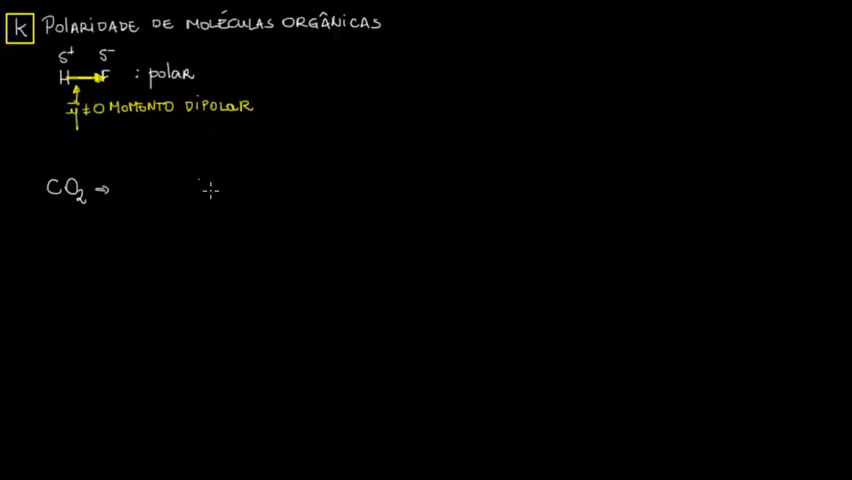 K POLARIDADE DE MOLÉCULAS ORGÂNICAS
δ+ δ-
H F : polar
μ ≠ 0 MOMENTO DIPOLAR
CO2 ⇒